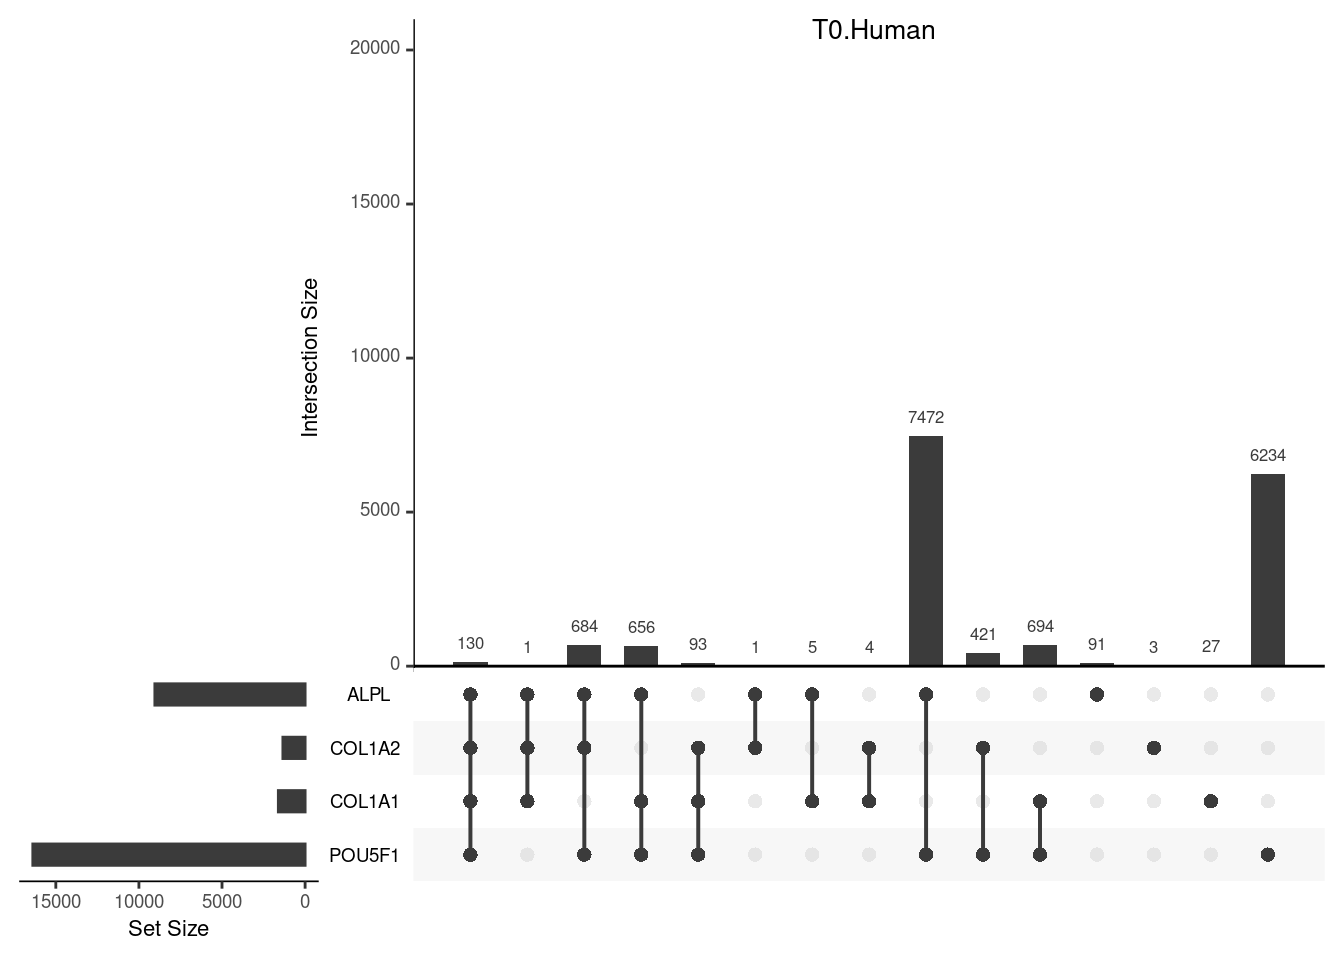 T0.Human
20000
15000
10000
5000
0
Intersection Size
130 1 684 656 93 1 5 4 7472 421 694 91 3 27 6234
ALPL
COL1A2
COL1A1
POU5F1
15000 10000 5000 0
Set Size